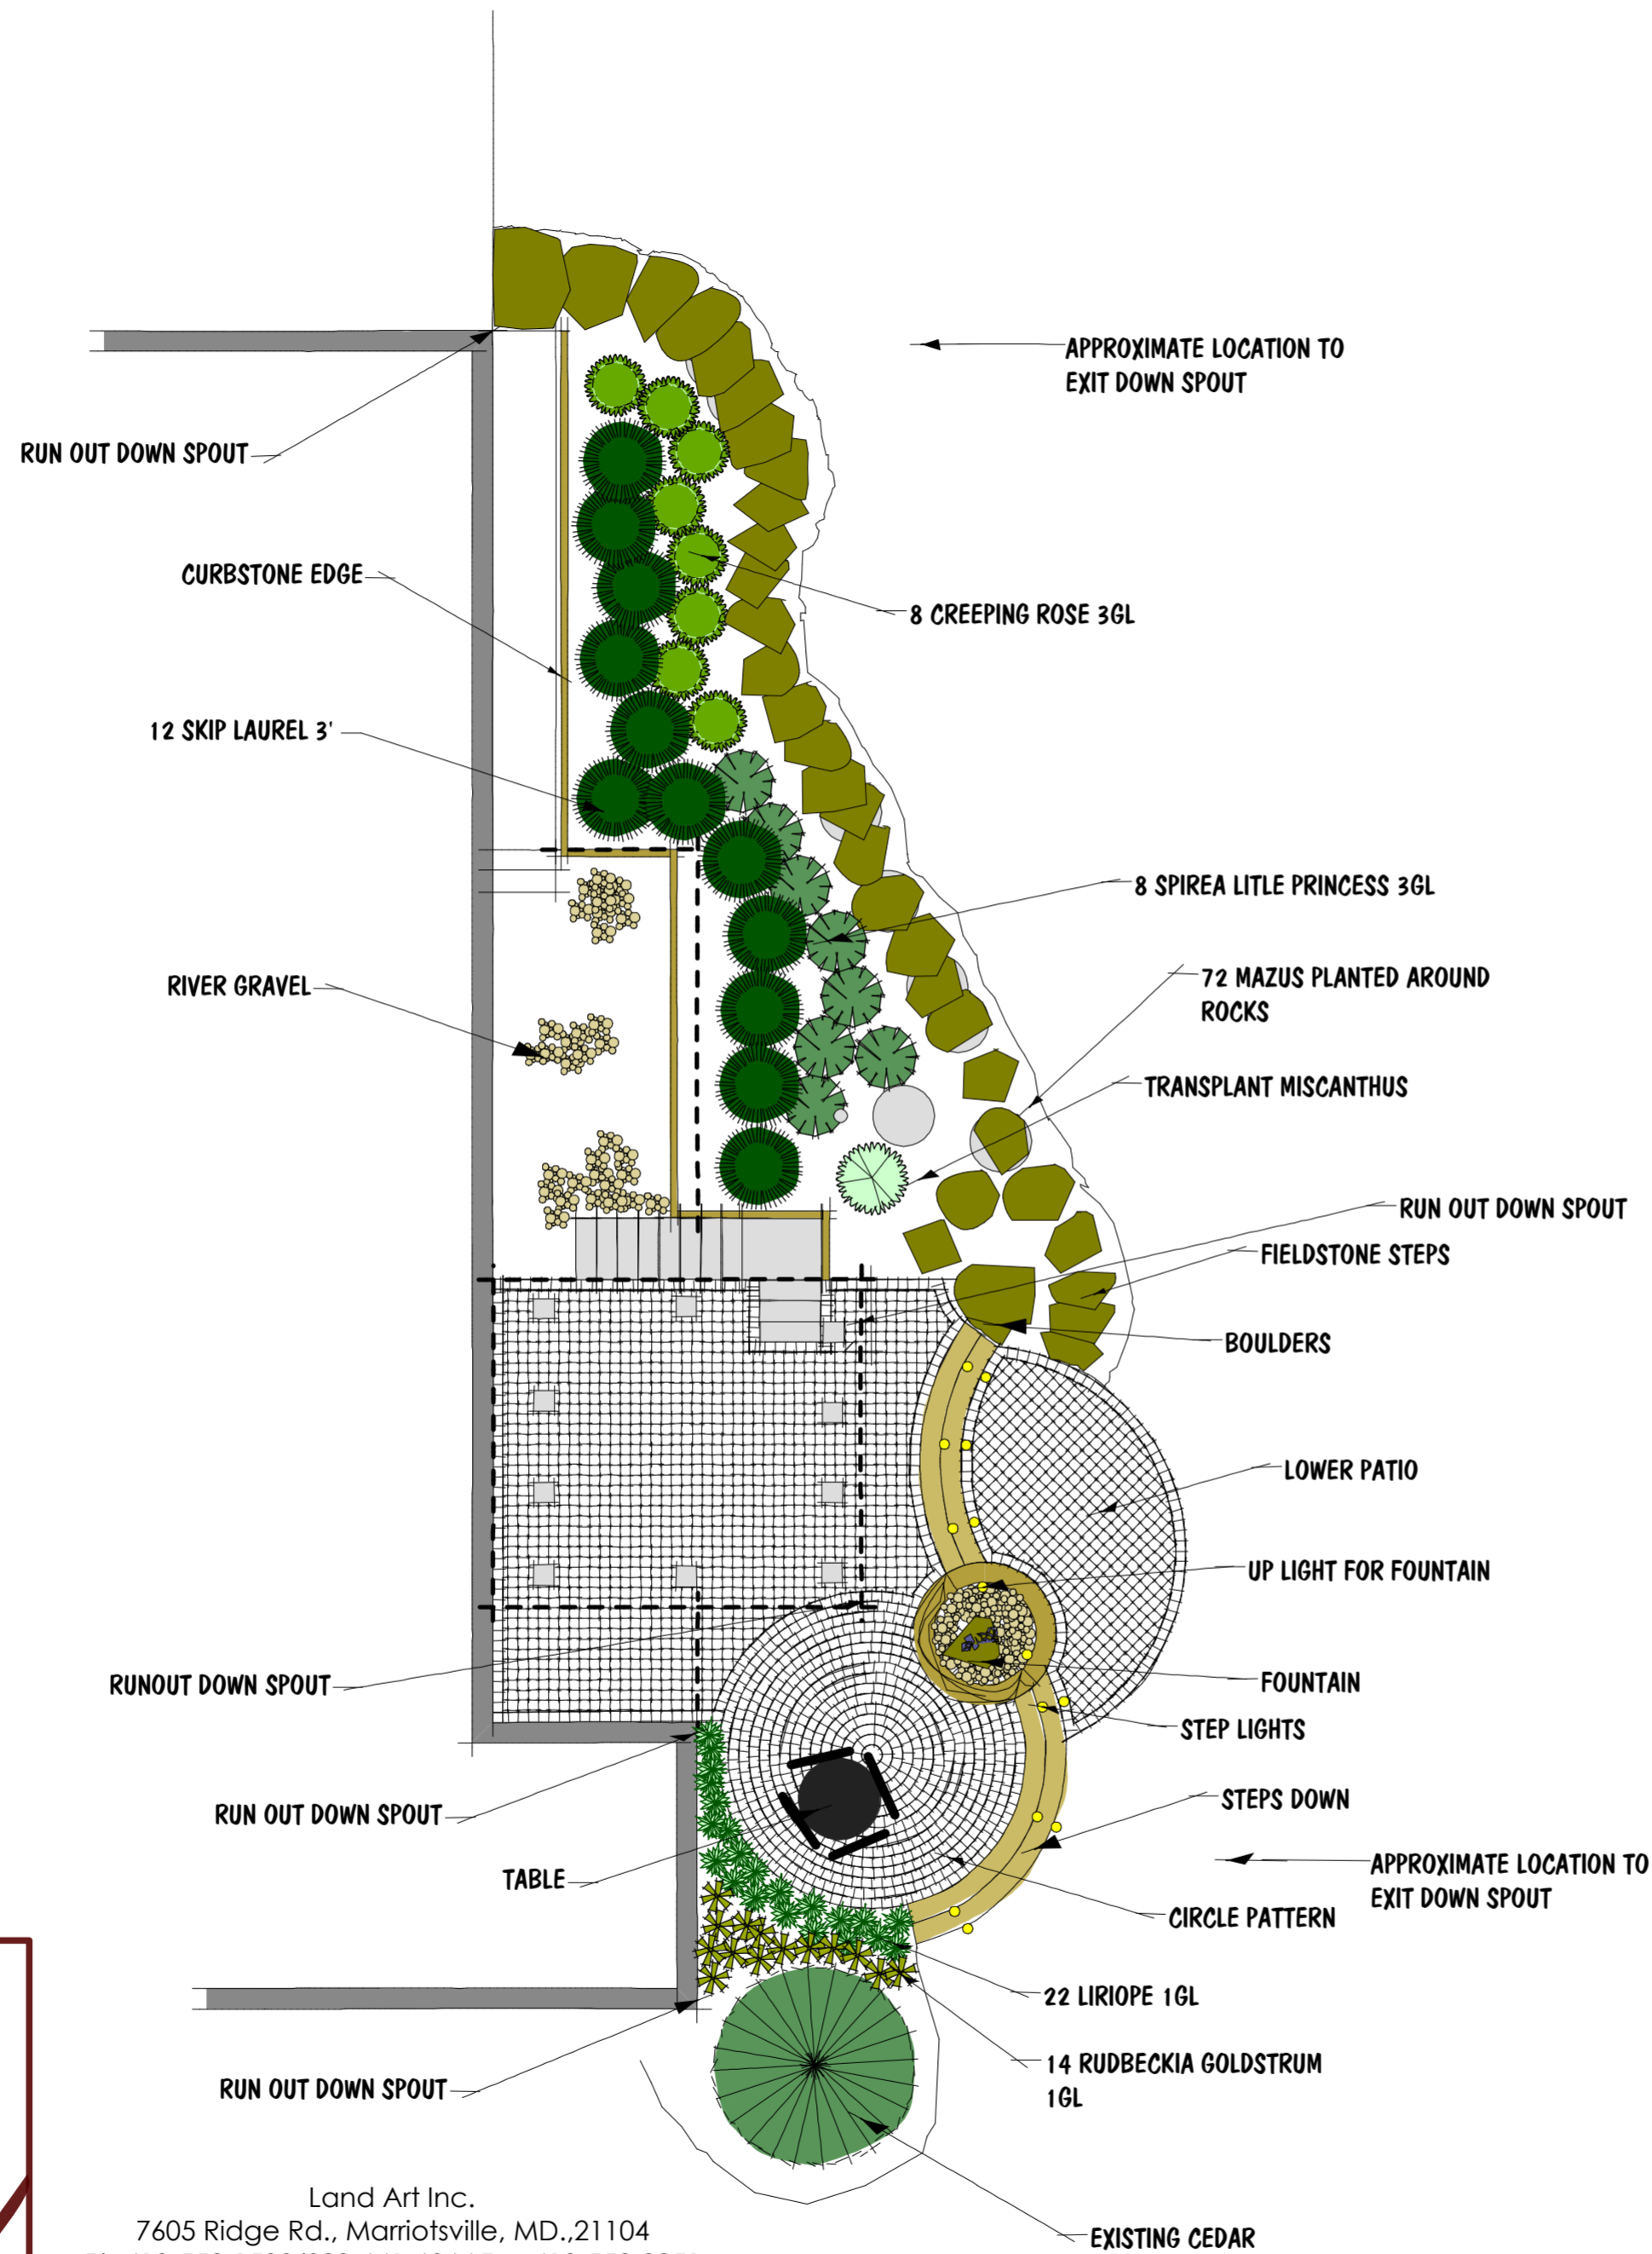 APPROXIMATE LOCATION TO
EXIT DOWN SPOUT
RUN OUT DOWN SPOUT
CURBSTONE EDGE
8 CREEPING ROSE 3GL
12 SKIP LAUREL 3'
8 SPIREA LITLE PRINCESS 3GL
RIVER GRAVEL
72 MAZUS PLANTED AROUND
ROCKS
TRANSPLANT MISCANTHUS
RUN OUT DOWN SPOUT
FIELDSTONE STEPS
BOULDERS
LOWER PATIO
UP LIGHT FOR FOUNTAIN
RUNOUT DOWN SPOUT
FOUNTAIN
STEP LIGHTS
RUN OUT DOWN SPOUT
STEPS DOWN
TABLE
APPROXIMATE LOCATION TO
EXIT DOWN SPOUT
CIRCLE PATTERN
22 LIRIOPE 1GL
14 RUDBECKIA GOLDSTRUM
1GL
RUN OUT DOWN SPOUT
Land Art Inc.
7605 Ridge Rd., Marriotsville, MD.,21104
EXISTING CEDAR